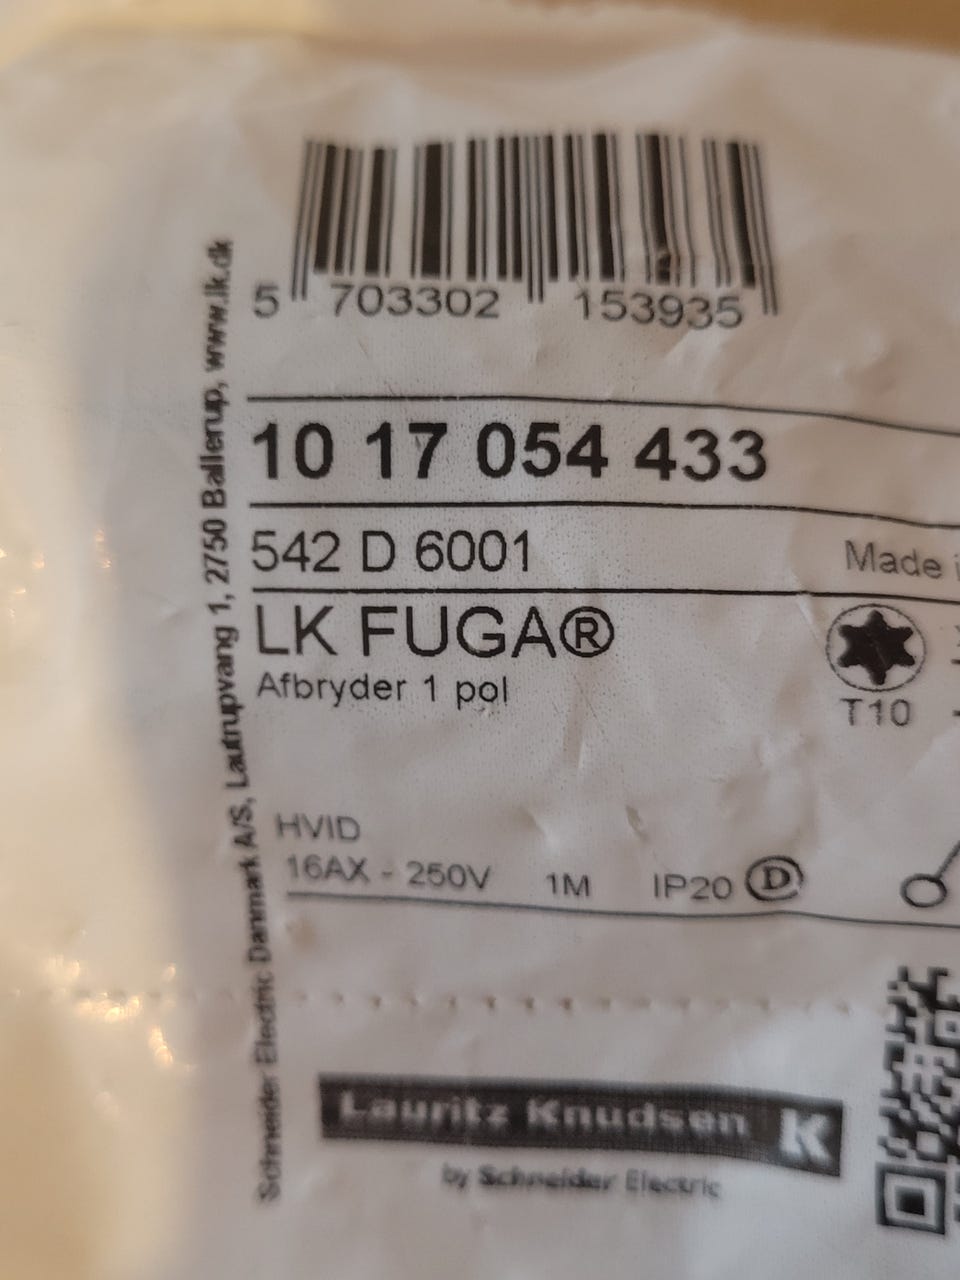 5 703302 153935
10 17 054 433
542 D 6001
Made
LK FUGA®
Afbryder 1 pol
T10
HVID
16AX - 250V 1M IP20 D
Lauritz Knudsen K
by Schneider Electric
Schneider Electric Danmark A/S, Lautrupvang 1, 2750 Ballerup, www.lk.dk